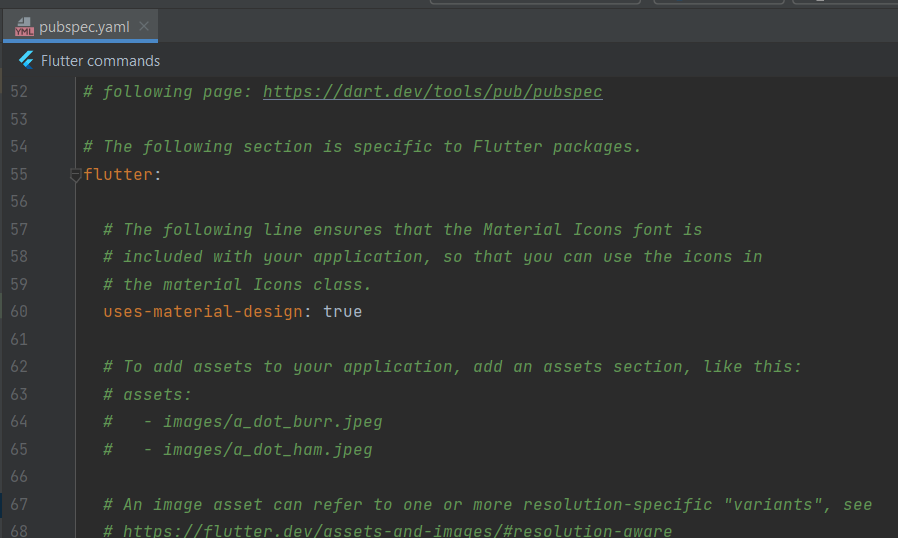 YML pubspec.yaml
Flutter commands
52 # following page: https://dart.dev/tools/pub/pubspec
53
54 # The following section is specific to Flutter packages.
55 flutter:
56
57 # The following line ensures that the Material Icons font is
58 # included with your application, so that you can use the icons in
59 # the material Icons class.
60 uses-material-design: true
61
62 # To add assets to your application, add an assets section, like this:
63 # assets:
64 #   - images/a_dot_burr.jpeg
65 #   - images/a_dot_ham.jpeg
66
67 # An image asset can refer to one or more resolution-specific "variants", see
68 # https://flutter.dev/assets-and-images/#resolution-aware